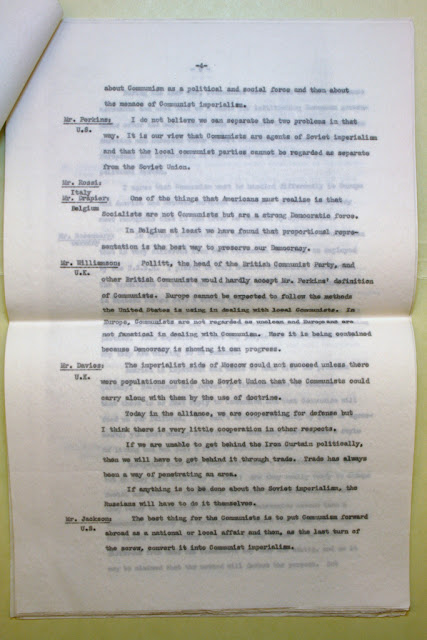 -4-
about Communism as a political and social force and then about
the menace of Communist imperialism.
Mr. Perkins: I do not believe we can separate the two problems in that
U.S. way. It is our view that Communists are agents of Soviet imperialism
and that the local communist parties cannot be regarded as separate
from the Soviet Union.
Mr. Rossi:
Italy
Mr. Drapier: One of the things that Americans must realize is that
Belgium Socialists are not Communists but are a strong Democratic force.
In Belgium at least we have found that proportional repre-
sentation is the best way to preserve our Democracy.
Mr. Williamson: Pollitt, the head of the British Communist Party, and
U.K. other British Communists would hardly accept Mr. Perkins' definition
of Communists. Europe cannot be expected to follow the methods
the United States is using in dealing with local Communists. In
Europe, Communists are not regarded as unclean and Europeans are
not fanatical in dealing with Communism. Here it is being contained
because Democracy is showing its own progress.
Mr. Davies: The imperialist side of Moscow could not succeed unless there
U.K. were populations outside the Soviet Union that the Communists could
carry along with them by the use of doctrine.
Today in the alliance, we are cooperating for defense but
I think there is very little cooperation in other respects.
If we are unable to get behind the Iron Curtain politically,
then we will have to get behind it through trade. Trade has always
been a way of penetrating an area.
If anything is to be done about the Soviet imperialism, the
Russians will have to do it themselves.
Mr. Jackson: The best thing for the Communists is to put Communism forward
U.S. abroad as a national or local affair and then, as the last turn of
the screw, convert it into Communist imperialism.